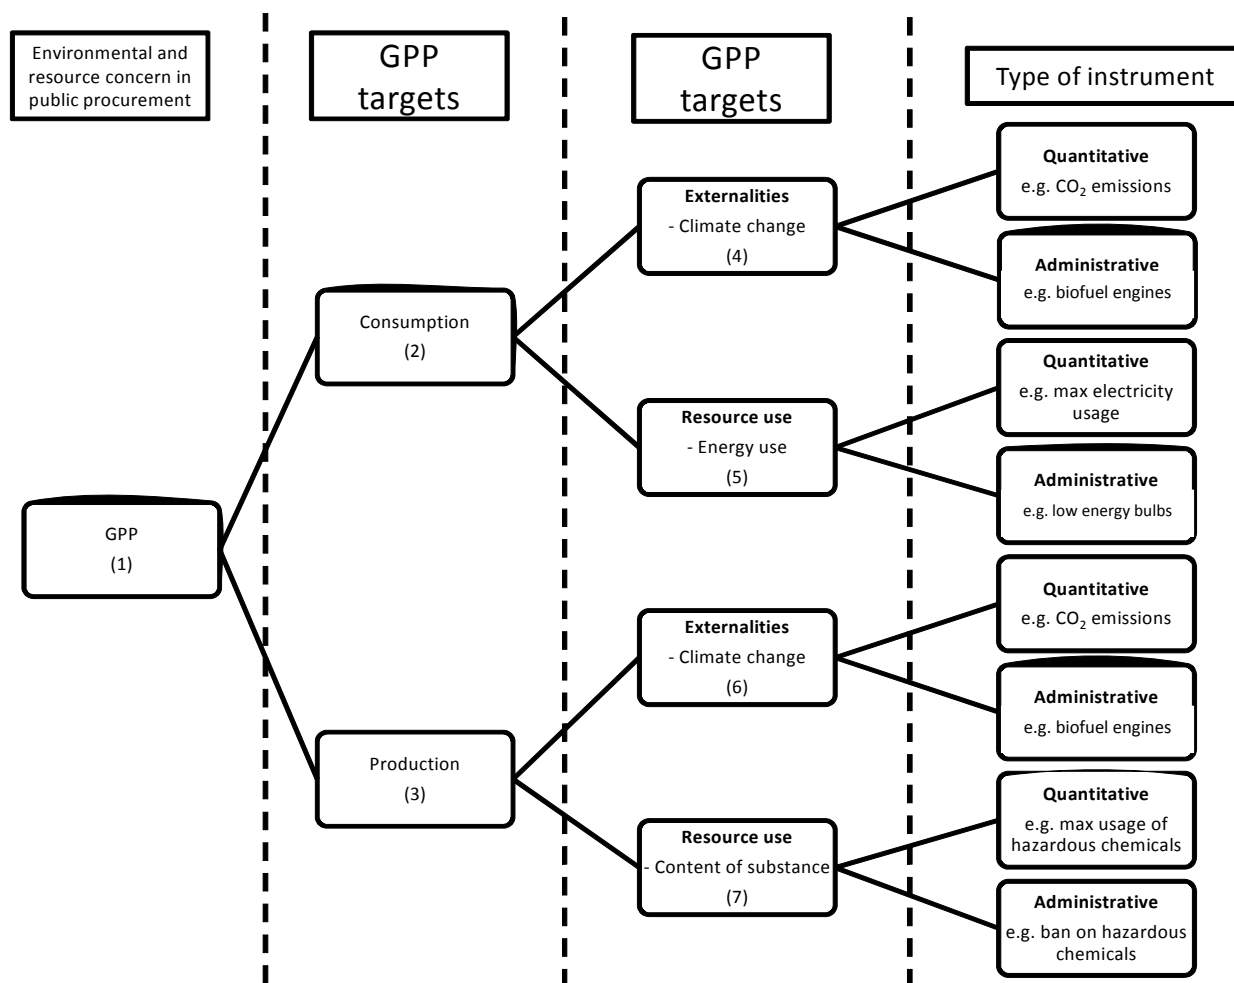 Environmental and
resource concern in
public procurement
GPP
targets
GPP
targets
Type of instrument
GPP
(1)
Consumption
(2)
Production
(3)
Externalities
- Climate change
(4)
Resource use
- Energy use
(5)
Externalities
- Climate change
(6)
Resource use
- Content of substance
(7)
Quantitative
e.g. CO₂ emissions
Administrative
e.g. biofuel engines
Quantitative
e.g. max electricity
usage
Administrative
e.g. low energy bulbs
Quantitative
e.g. CO₂ emissions
Administrative
e.g. biofuel engines
Quantitative
e.g. max usage of
hazardous chemicals
Administrative
e.g. ban on hazardous
chemicals